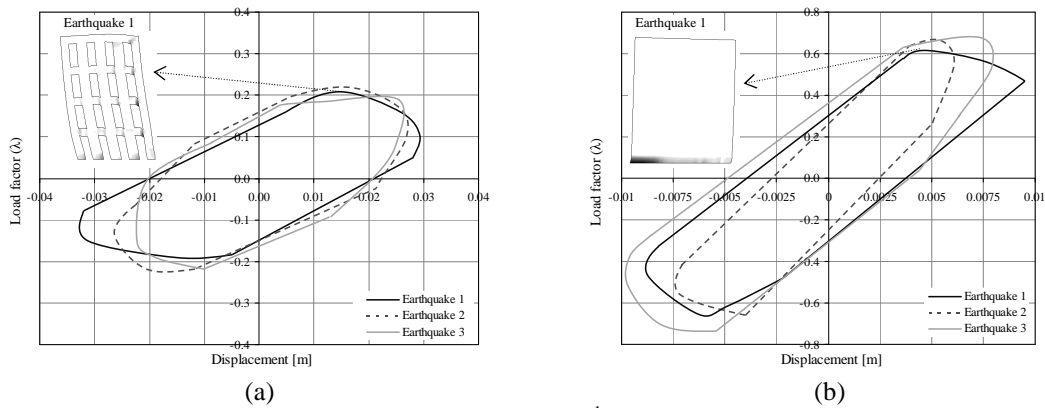 Earthquake 1
0.4
0.3
0.2
0.1
0.0
-0.1
-0.2
-0.3
-0.4
-0.04 -0.03 -0.02 -0.01 0.00 0.01 0.02 0.03 0.04
Load factor (λ)
Displacement [m]
Earthquake 1
Earthquake 2
Earthquake 3
(a)
Earthquake 1
0.8
0.6
0.4
0.2
0
-0.2
-0.4
-0.6
-0.8
-0.01 -0.0075 -0.005 -0.0025 0 0.0025 0.005 0.0075 0.01
Load factor (λ)
Displacement [m]
Earthquake 1
Earthquake 2
Earthquake 3
(b)